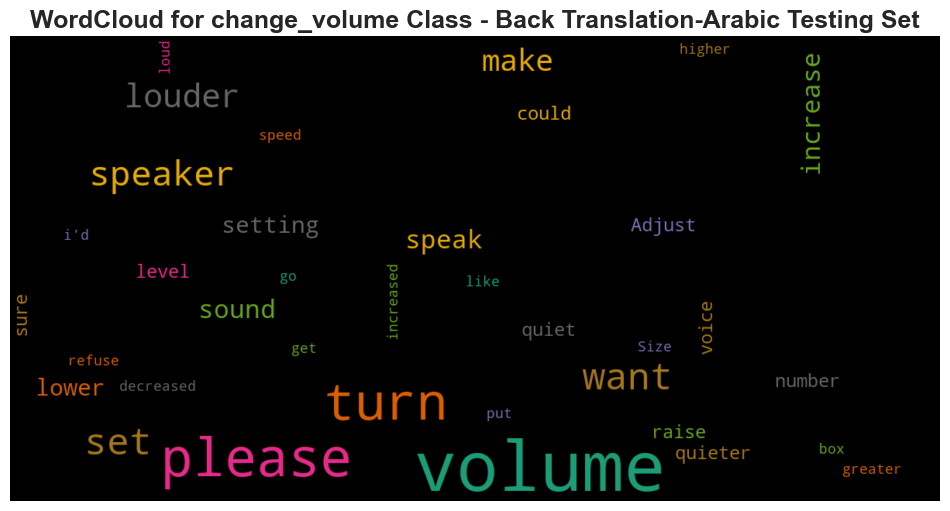 WordCloud for change_volume Class - Back Translation-Arabic Testing Set
loud
make
higher
louder
increase
could
speed
speaker
setting
Adjust
i'd
speak
level
go
like
increased
sure
sound
voice
quiet
get
Size
refuse
want
number
lower
decreased
turn
put
set
raise
please
volume
quieter
box
greater